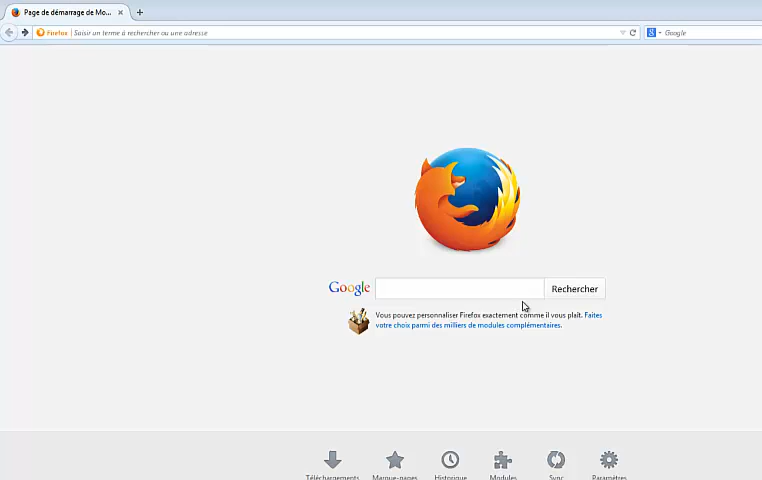 Page de démarrage de Mo...
Firefox
Saisir un terme à rechercher ou une adresse
Google
Google
Rechercher
Vous pouvez personnaliser Firefox exactement comme il vous plaît. Faites
votre choix parmi des milliers de modules complémentaires.
Téléchargements
Marque-pages
Historique
Modules
Sync
Paramètres